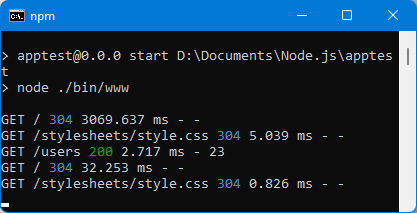 npm
> apptest@0.0.0 start D:\Documents\Node.js\apptes
t
> node ./bin/www
GET / 304 3069.637 ms - -
GET /stylesheets/style.css 304 5.039 ms - -
GET /users 200 2.717 ms - 23
GET / 304 32.253 ms - -
GET /stylesheets/style.css 304 0.826 ms - -